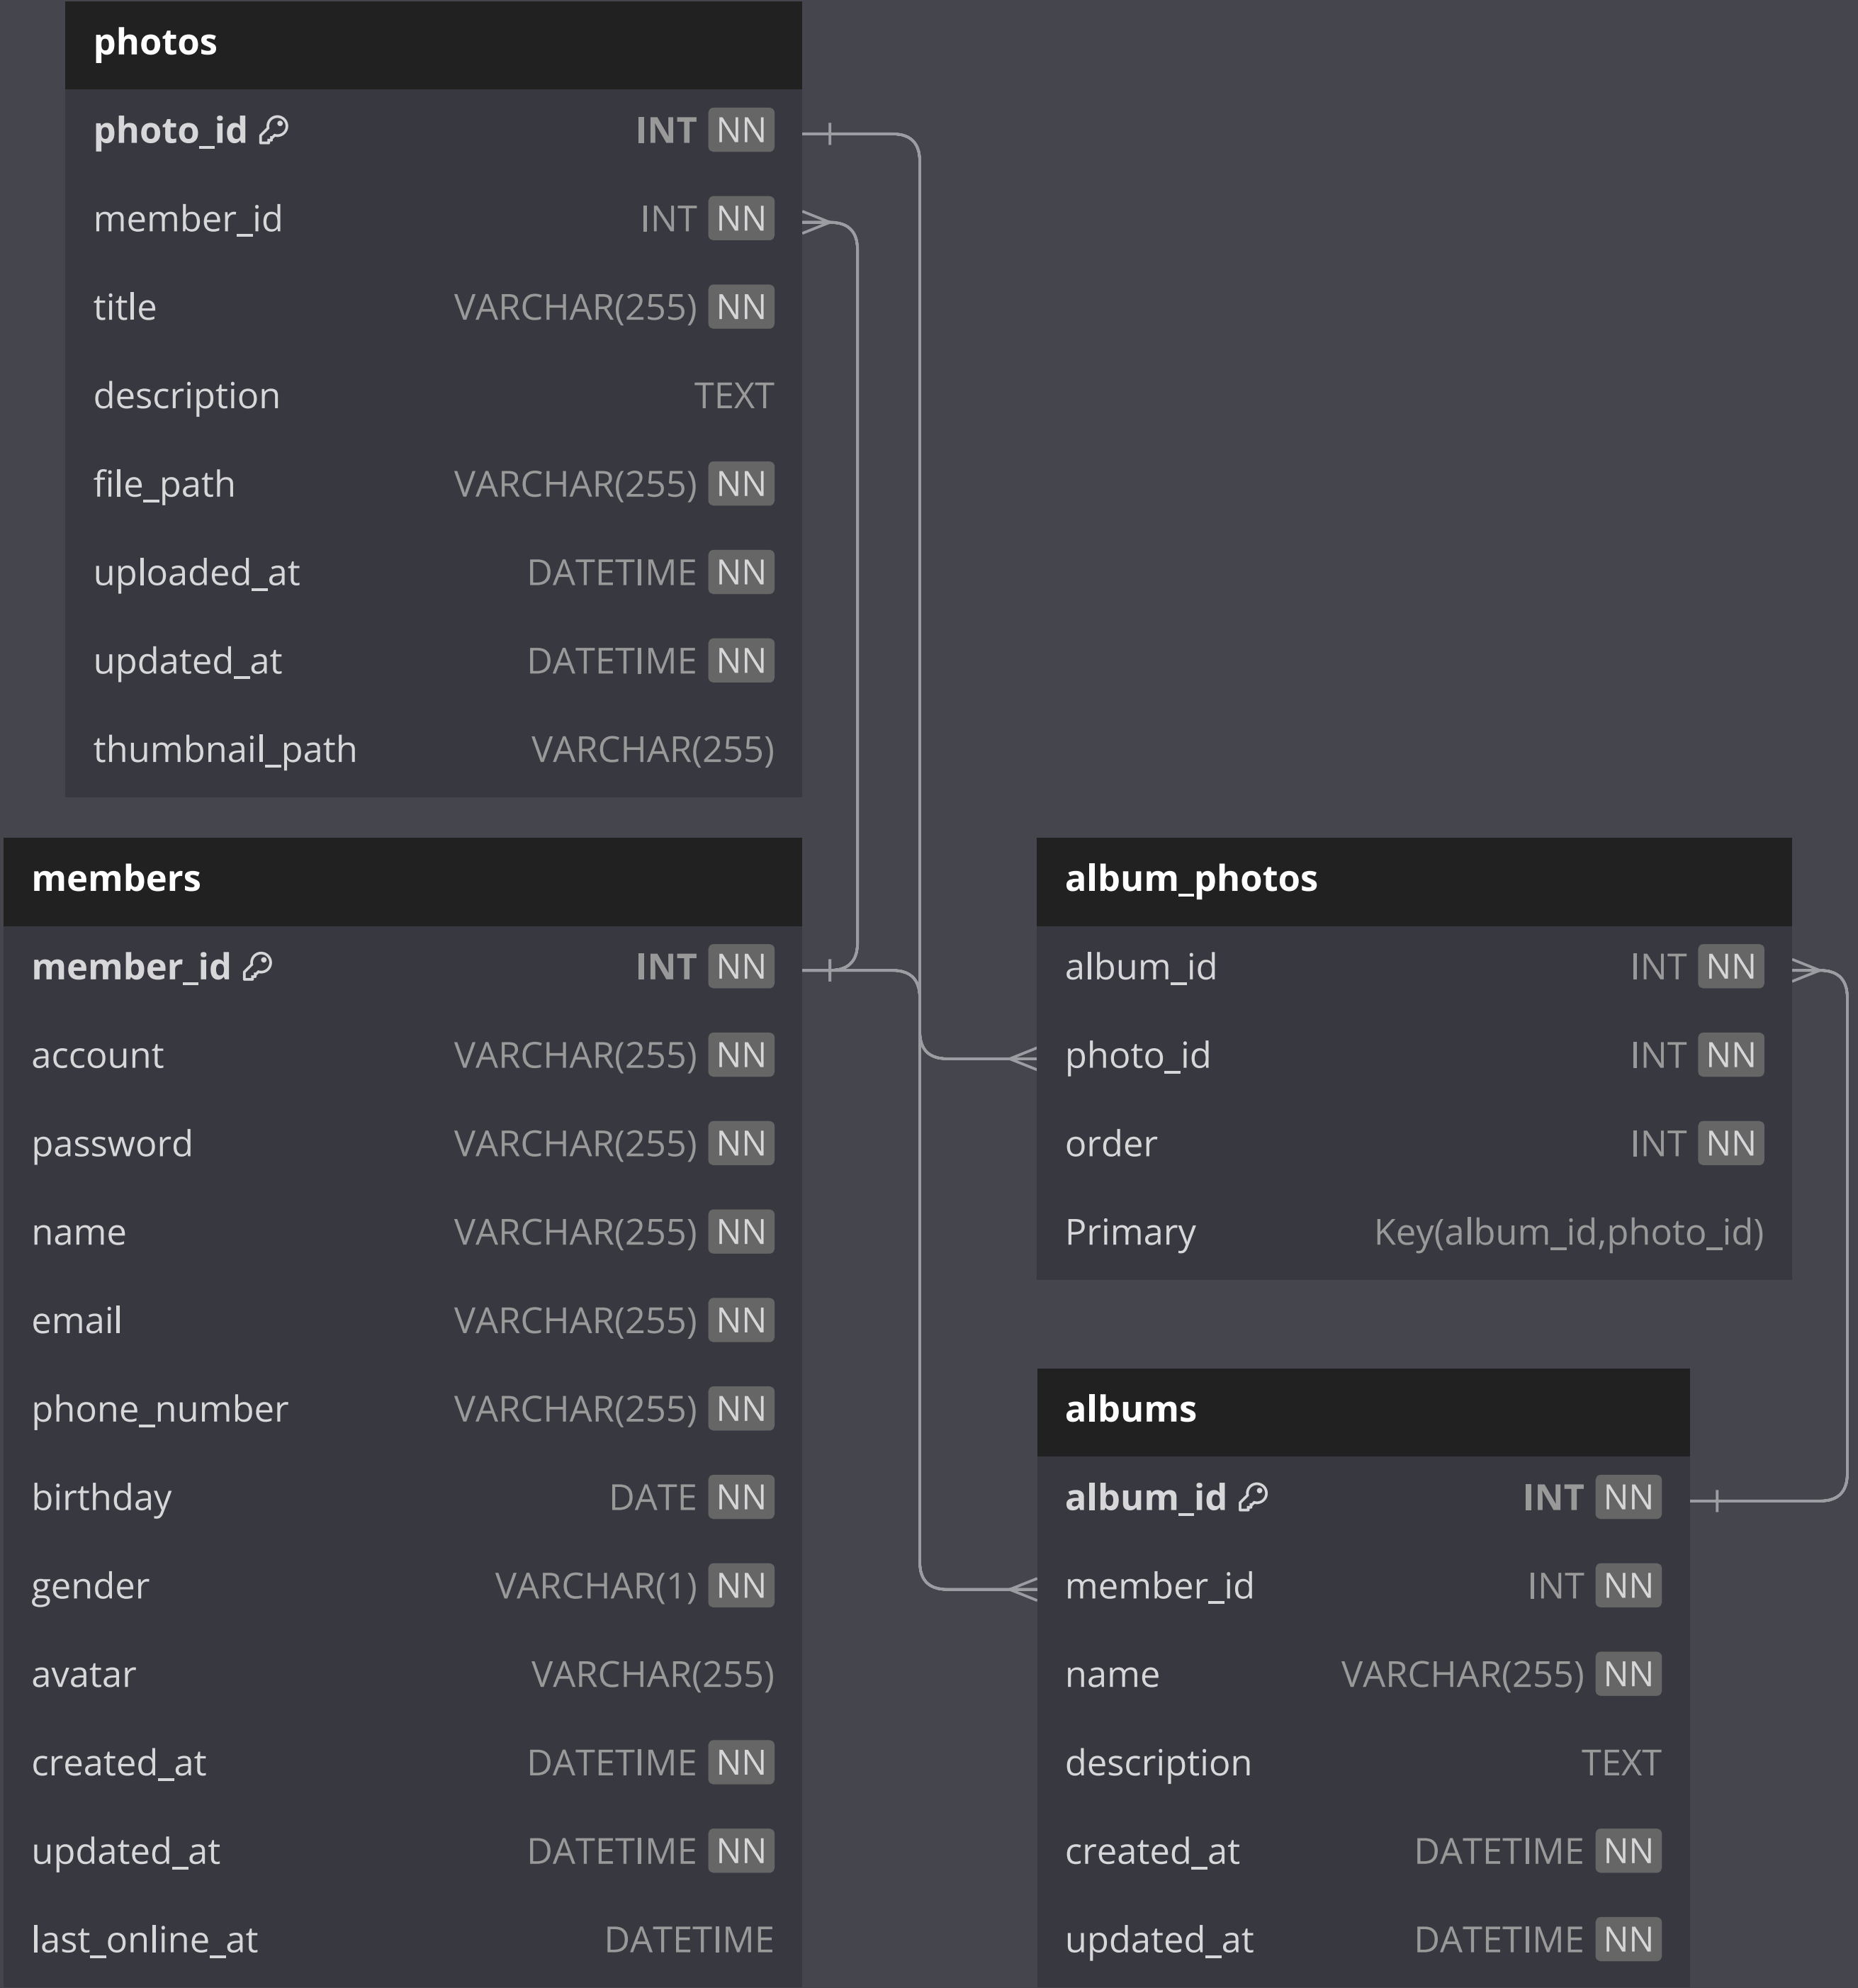 photos
photo_id INT NN
member_id INT NN
title VARCHAR(255) NN
description TEXT
file_path VARCHAR(255) NN
uploaded_at DATETIME NN
updated_at DATETIME NN
thumbnail_path VARCHAR(255)
members
member_id INT NN
account VARCHAR(255) NN
password VARCHAR(255) NN
name VARCHAR(255) NN
email VARCHAR(255) NN
phone_number VARCHAR(255) NN
birthday DATE NN
gender VARCHAR(1) NN
avatar VARCHAR(255)
created_at DATETIME NN
updated_at DATETIME NN
last_online_at DATETIME
album_photos
album_id INT NN
photo_id INT NN
order INT NN
Primary Key(album_id,photo_id)
albums
album_id INT NN
member_id INT NN
name VARCHAR(255) NN
description TEXT
created_at DATETIME NN
updated_at DATETIME NN